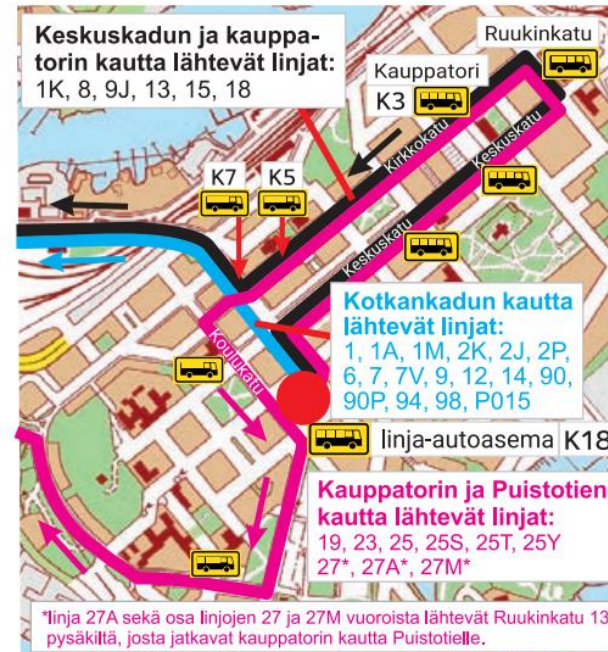 Keskuskadun ja kauppa-
torin kautta lähtevät linjat:
1K, 8, 9J, 13, 15, 18
Ruukinkatu
Kauppatori
K3
K7
K5
Kirkkokatu
Keskuskatu
Keskuskatu
Kotkankadun kautta
lähtevät linjat:
1, 1A, 1M, 2K, 2J, 2P,
6, 7, 7V, 9, 12, 14, 90,
90P, 94, 98, P015
Koulukatu
linja-autoasema K18
Kauppatorin ja Puistotien
kautta lähtevät linjat:
19, 23, 25, 25S, 25T, 25Y
27*, 27A*, 27M*
*linja 27A sekä osa linjojen 27 ja 27M vuoroista lähtevät Ruukinkatu 13
pysäkiltä, josta jatkavat kauppatorin kautta Puistotielle.